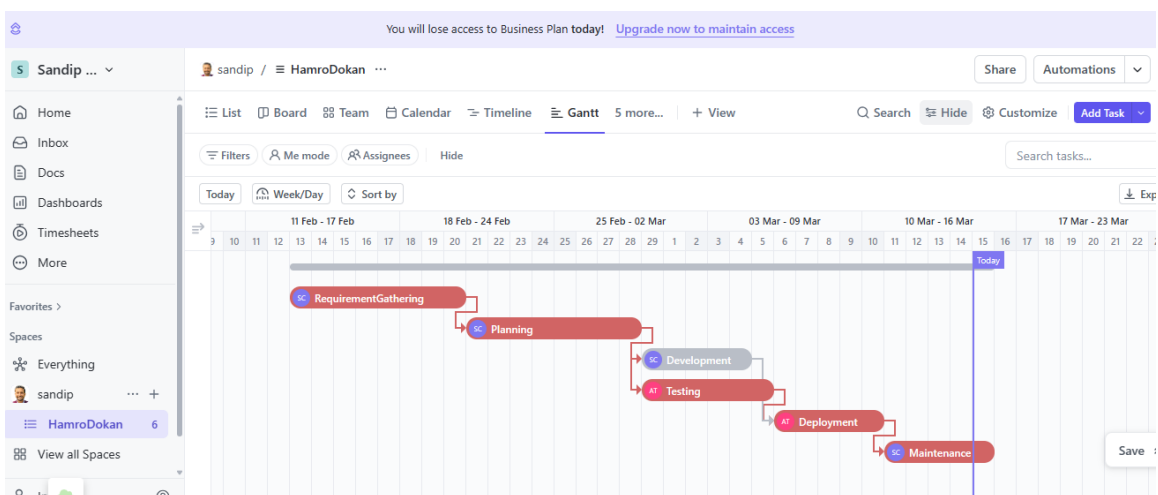 You will lose access to Business Plan today! Upgrade now to maintain access
S Sandip ...
sandip / HamroDokan ...
Share
Automations
Home
Inbox
Docs
Dashboards
Timesheets
More
Favorites >
Spaces
Everything
sandip ... +
HamroDokan 6
View all Spaces
List Board Team Calendar Timeline Gantt 5 more... + View
Search Hide Customize Add Task
Filters Me mode Assignees Hide
Search tasks...
Today Week/Day Sort by
Exp
11 Feb - 17 Feb 18 Feb - 24 Feb 25 Feb - 02 Mar 03 Mar - 09 Mar 10 Mar - 16 Mar 17 Mar - 23 Mar
9 10 11 12 13 14 15 16 17 18 19 20 21 22 23 24 25 26 27 28 29 1 2 3 4 5 6 7 8 9 10 11 12 13 14 15 16 17 18 19 20 21 22
Today
SC RequirementGathering
SC Planning
SC Development
AT Testing
AT Deployment
SC Maintenance
Save